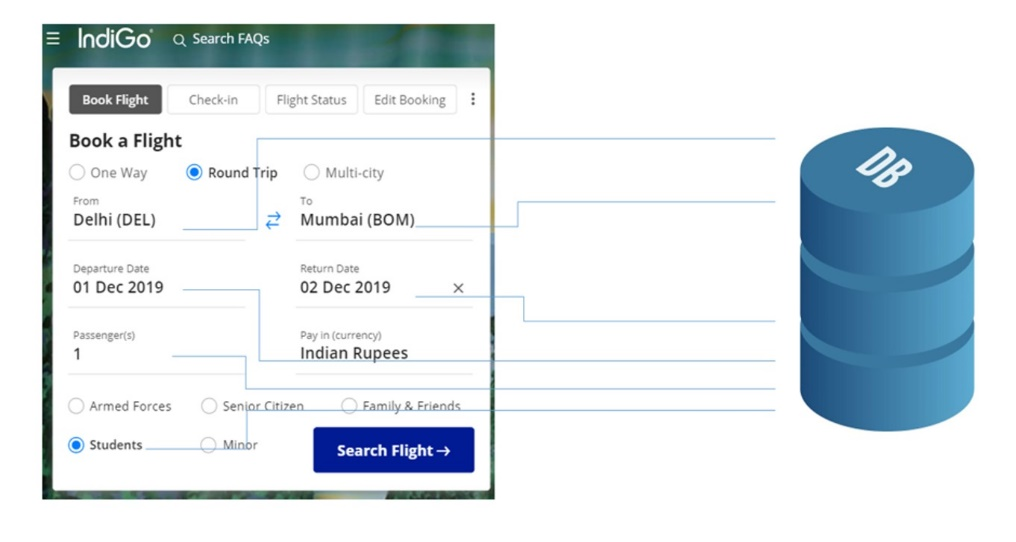 IndiGo Search FAQs
Book Flight Check-in Flight Status Edit Booking
Book a Flight
One Way Round Trip Multi-city
From To
Delhi (DEL) Mumbai (BOM)
Departure Date Return Date
01 Dec 2019 02 Dec 2019
Passenger(s) Pay in (currency)
1 Indian Rupees
Armed Forces Senior Citizen Family & Friends
Students Minor Search Flight
DB